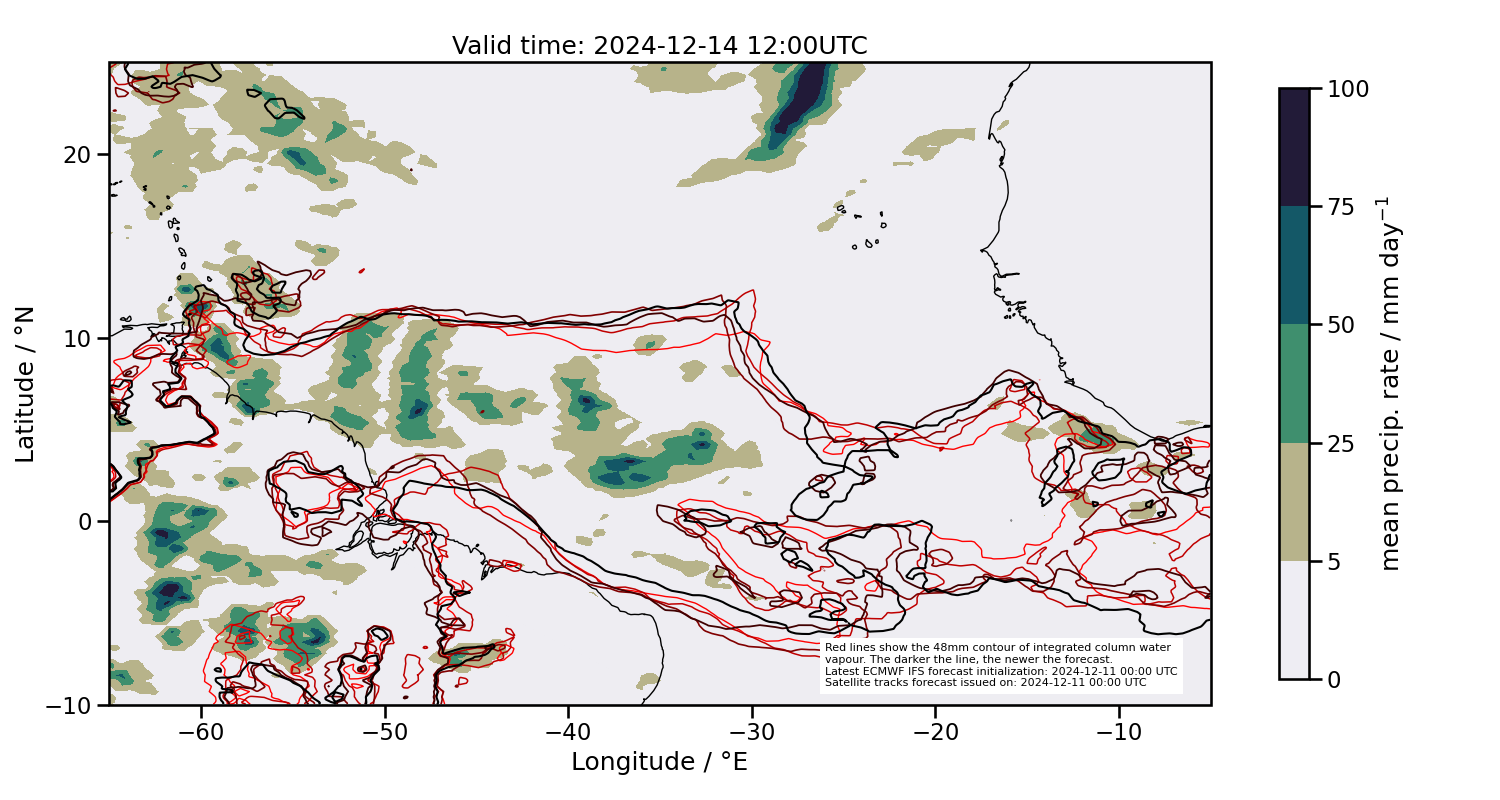 Valid time: 2024-12-14 12:00UTC
Latitude / °N
20
10
0
−10
−60
−50
−40
−30
−20
−10
Longitude / °E
Red lines show the 48mm contour of integrated column water
vapour. The darker the line, the newer the forecast.
Latest ECMWF IFS forecast initialization: 2024-12-11 00:00 UTC
Satellite tracks forecast issued on: 2024-12-11 00:00 UTC
100
75
50
25
5
0
mean precip. rate / mm day⁻¹